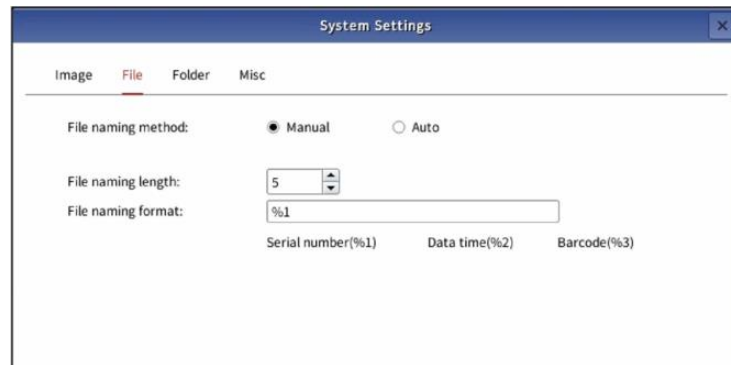 System Settings
Image File Folder Misc
File naming method: Manual Auto
File naming length: 5
File naming format: %1
Serial number(%1) Data time(%2) Barcode(%3)